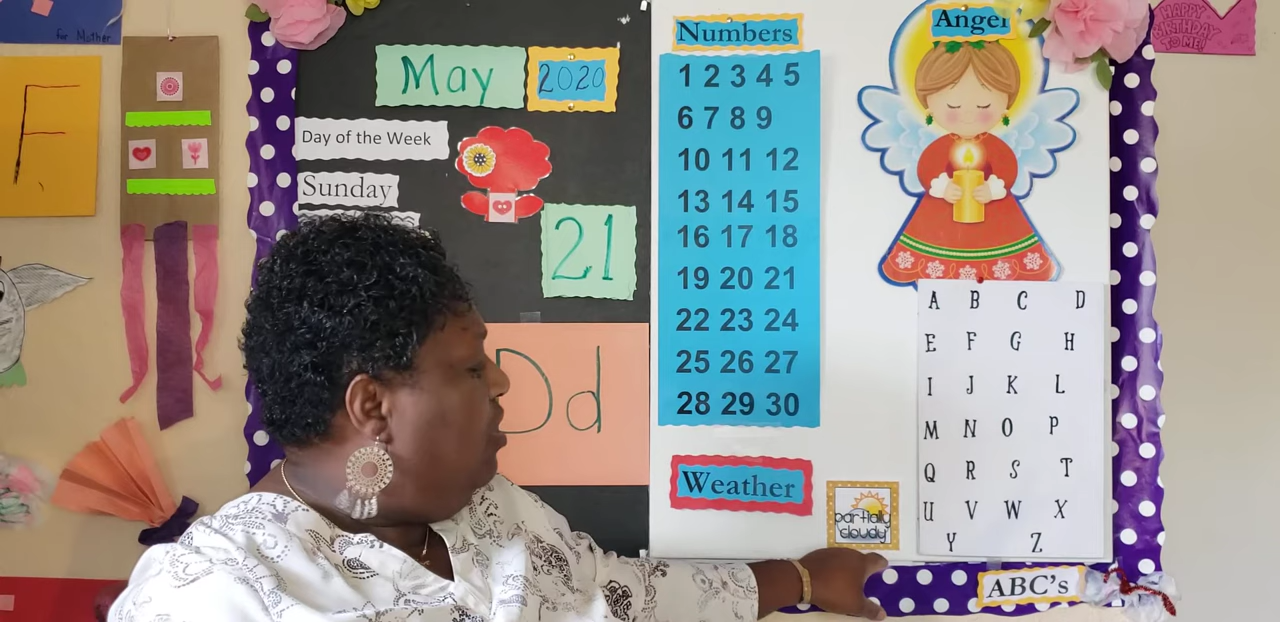 for Mother
F
May
2020
Day of the Week
Sunday
21
Dd
Numbers
1 2 3 4 5
6 7 8 9
10 11 12
13 14 15
16 17 18
19 20 21
22 23 24
25 26 27
28 29 30
Weather
partially
cloudy
Angel
A B C D
E F G H
I J K L
M N O P
Q R S T
U V W X
Y Z
ABC's
HAPPY
BIRTHDAY
TO ME!